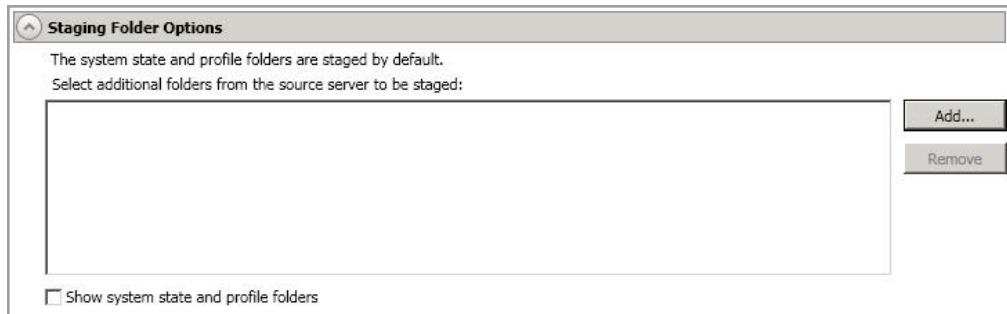 Staging Folder Options
The system state and profile folders are staged by default.
Select additional folders from the source server to be staged:
Add...
Remove
Show system state and profile folders